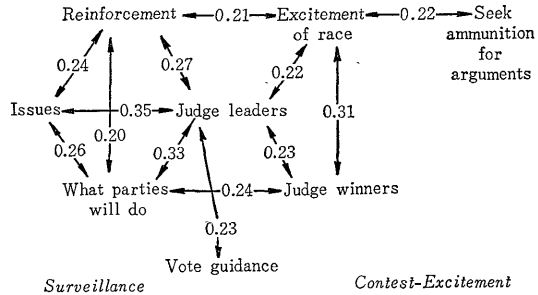 Reinforcement 0.21 Excitement 0.22 Seek
of race ammunition
for
arguments
0.24 0.27 0.22
Issues 0.35 Judge leaders 0.31
0.20
0.26 0.33 0.23
What parties 0.24 Judge winners
will do
0.23
Vote guidance
Surveillance Contest-Excitement